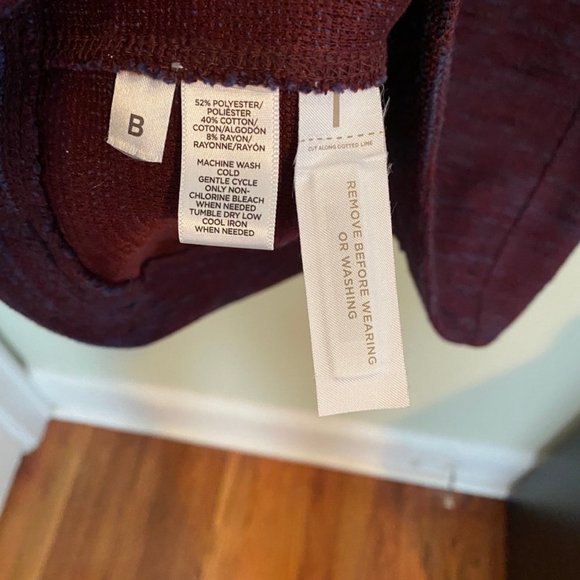 B
52% POLYESTER/
POLIÉSTER
40% COTTON/
COTON/ALGODÓN
8% RAYON/
RAYONNE/RAYÓN
MACHINE WASH
COLD
GENTLE CYCLE
ONLY NON-
CHLORINE BLEACH
WHEN NEEDED
TUMBLE DRY LOW
COOL IRON
WHEN NEEDED
CUT ALONG DOTTED LINE
REMOVE BEFORE WEARING
OR WASHING